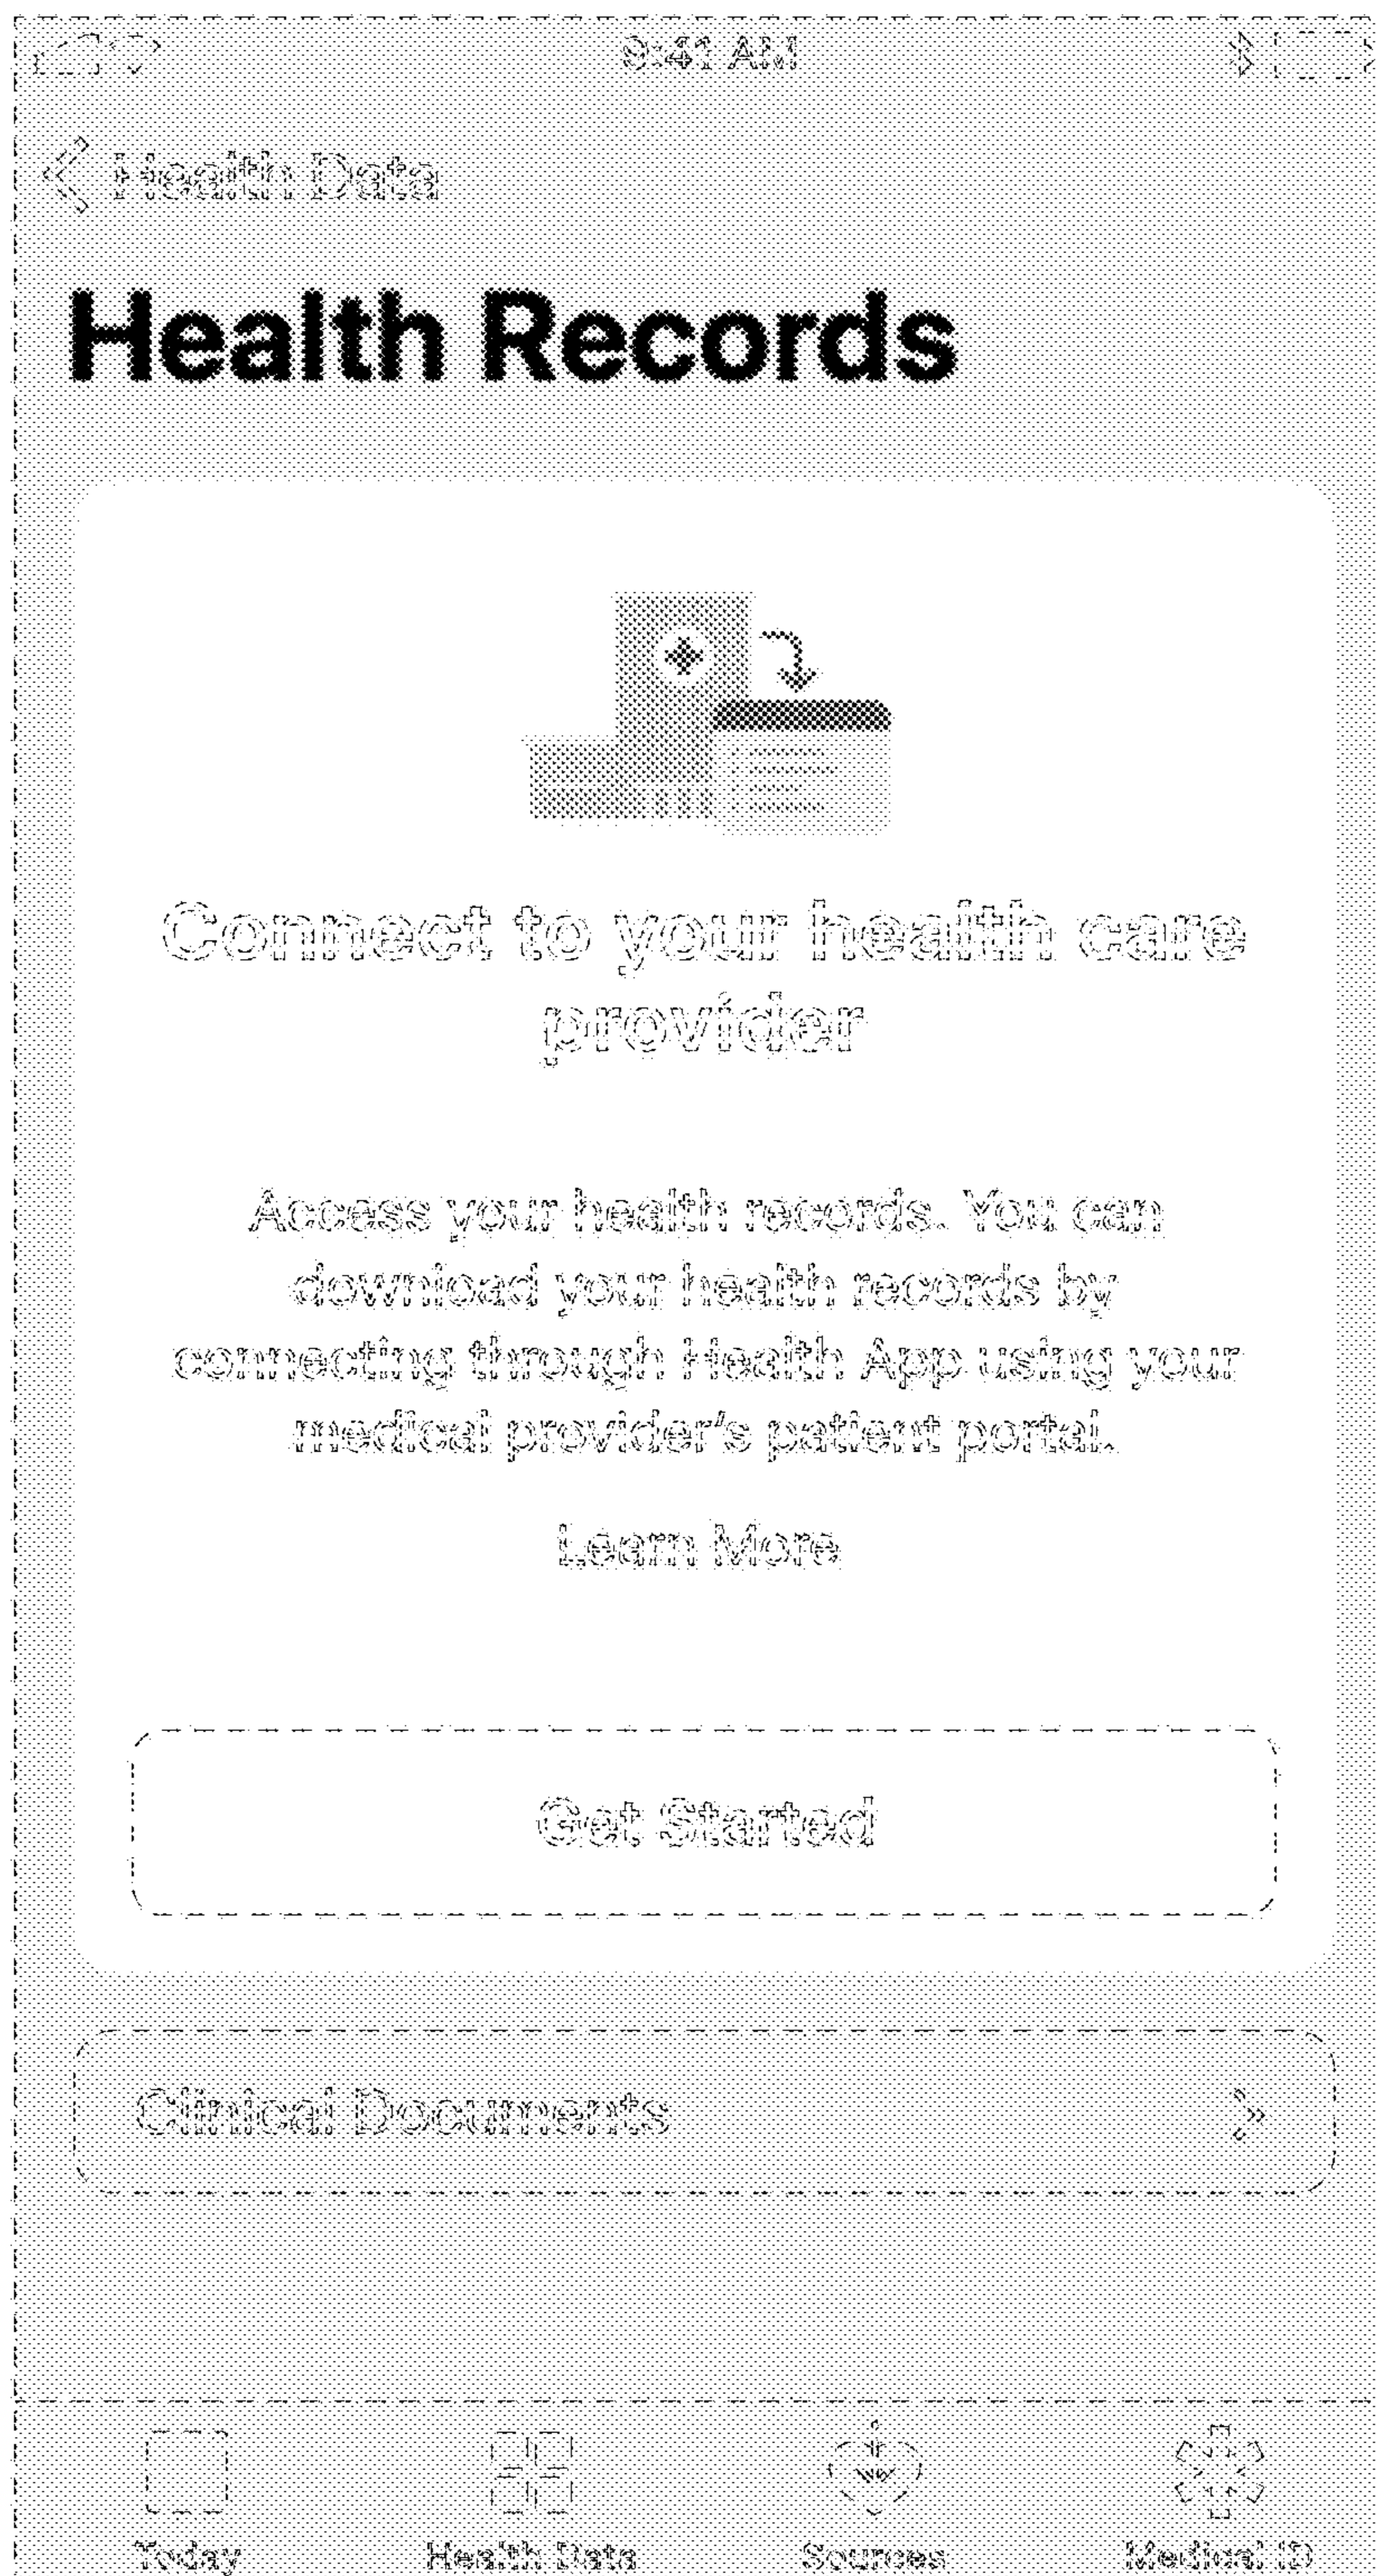 9:41 AM
Health Data
Health Records
Connect to your health care
provider
Access your health records. You can
download your health records by
connecting through Health App using your
medical provider's patient portal.
Learn More
Get Started
Clinical Documents
Today Health Data Sources Medical ID